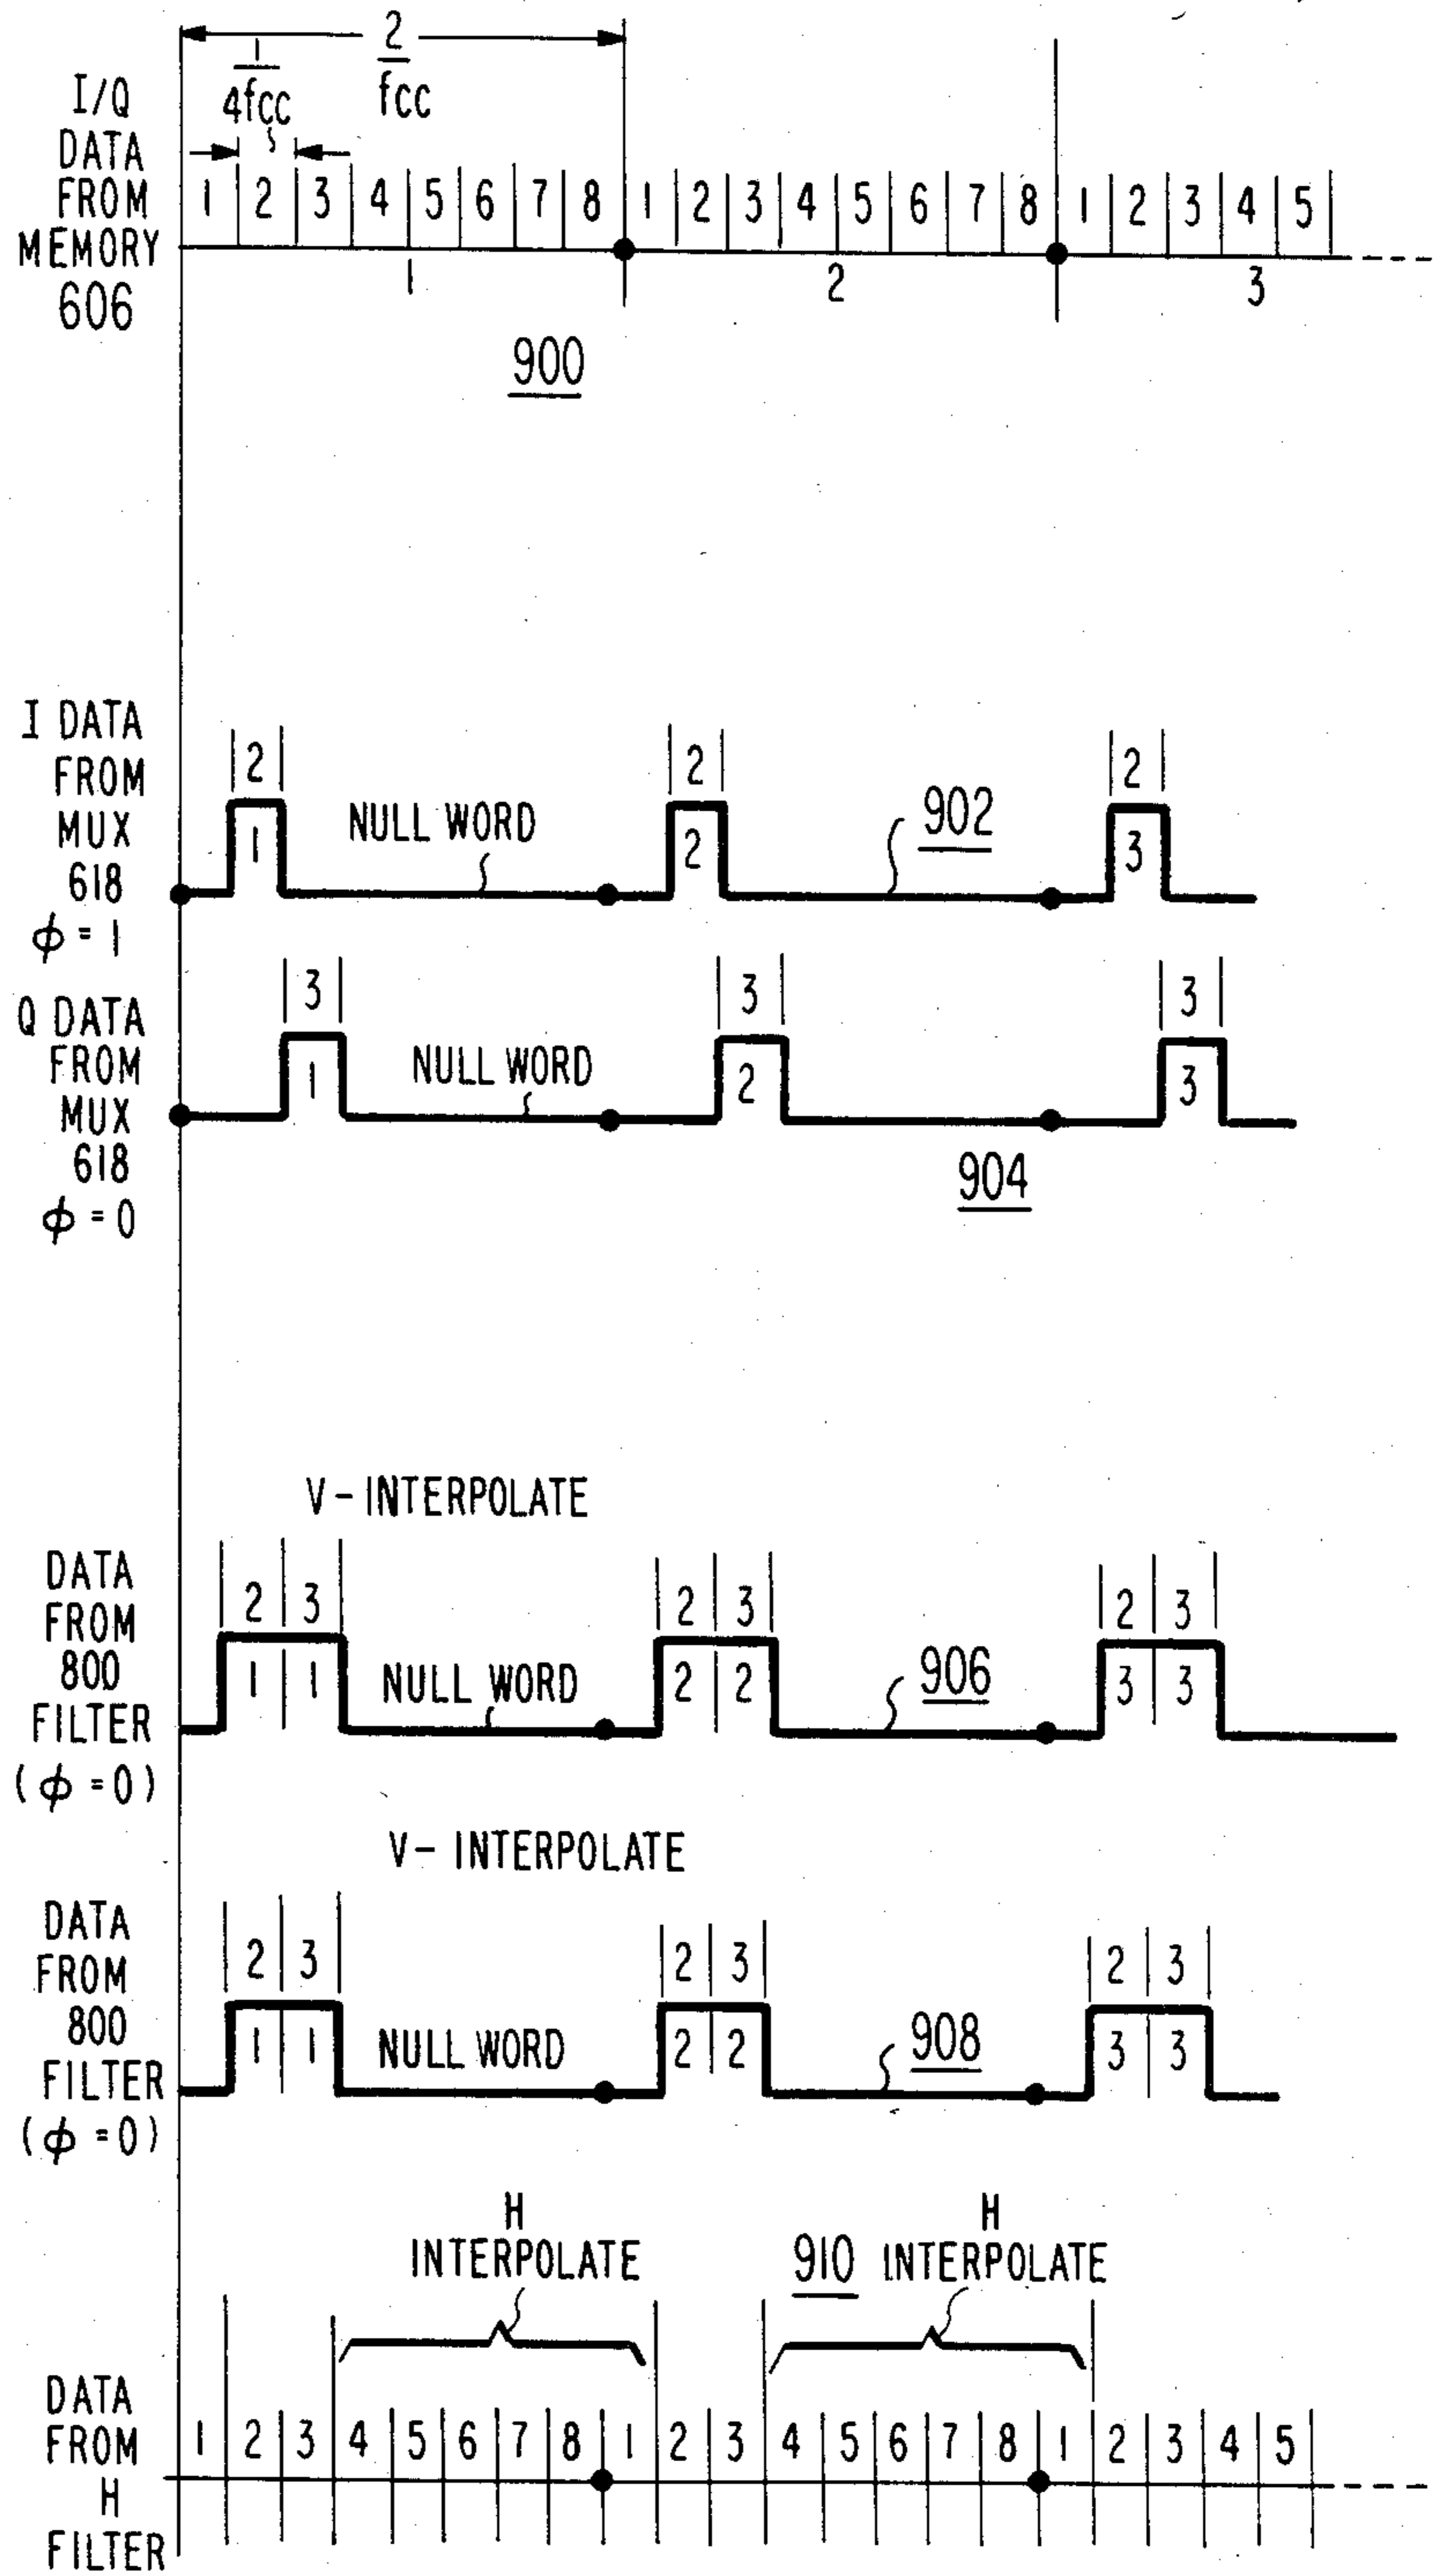 2
1
fcc
4fcc
I/Q
DATA
FROM
MEMORY
606
1 2 3 4 5 6 7 8 1 2 3 4 5 6 7 8 1 2 3 4 5
1 2 3
900
I DATA
FROM
MUX
618
φ = 1
2 2 2
1 NULL WORD 2 902 3
Q DATA
FROM
MUX
618
φ = 0
3 3 3
1 NULL WORD 2 3
904
V - INTERPOLATE
DATA
FROM
800
FILTER
(φ = 0)
2 3 2 3 2 3
1 1 NULL WORD 2 2 906 3 3
V - INTERPOLATE
DATA
FROM
800
FILTER
(φ = 0)
2 3 2 3 2 3
1 1 NULL WORD 2 2 908 3 3
H
INTERPOLATE
910
H
INTERPOLATE
DATA
FROM
H
FILTER
1 2 3 4 5 6 7 8 1 2 3 4 5 6 7 8 1 2 3 4 5